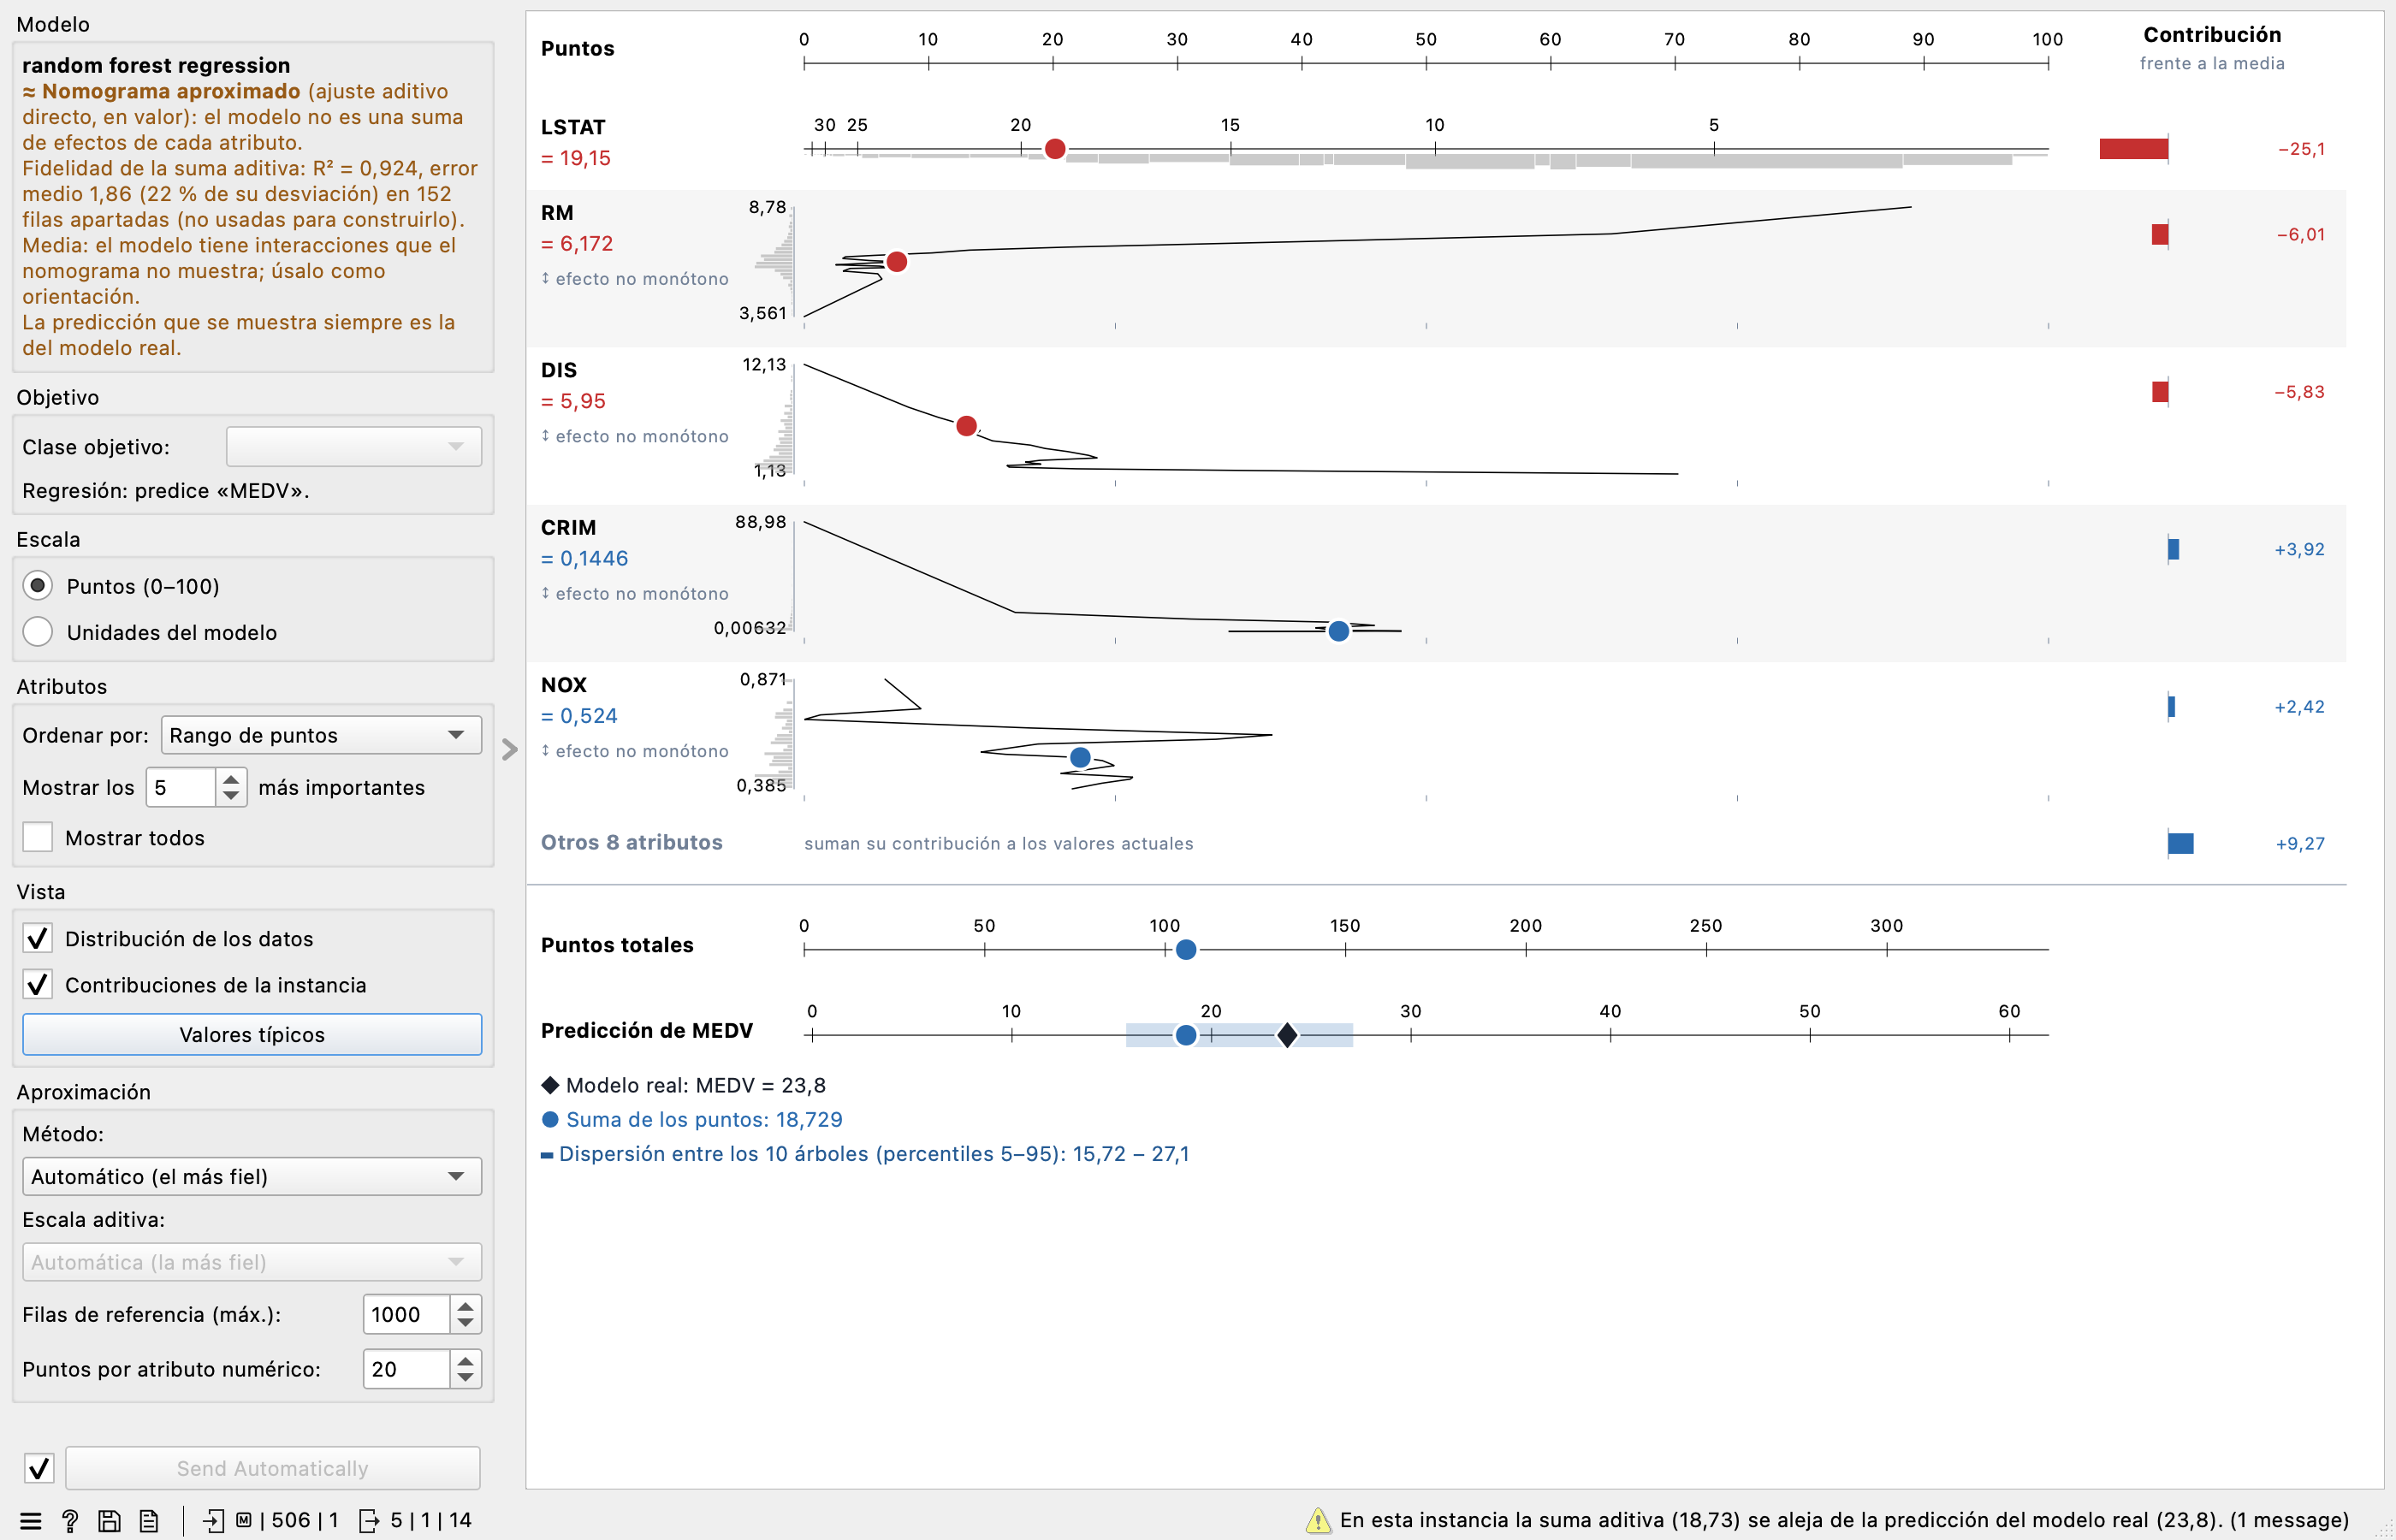 Modelo
random forest regression
≈ Nomograma aproximado (ajuste aditivo
directo, en valor): el modelo no es una suma
de efectos de cada atributo.
Fidelidad de la suma aditiva: R² = 0,924, error
medio 1,86 (22 % de su desviación) en 152
filas apartadas (no usadas para construirlo).
Media: el modelo tiene interacciones que el
nomograma no muestra; úsalo como
orientación.
La predicción que se muestra siempre es la
del modelo real.
Objetivo
Clase objetivo:
Regresión: predice «MEDV».
Escala
Puntos (0–100)
Unidades del modelo
Atributos
Ordenar por: Rango de puntos
Mostrar los 5 más importantes
Mostrar todos
Vista
Distribución de los datos
Contribuciones de la instancia
Valores típicos
Aproximación
Método:
Automático (el más fiel)
Escala aditiva:
Automática (la más fiel)
Filas de referencia (máx.): 1000
Puntos por atributo numérico: 20
Send Automatically
Puntos 0 10 20 30 40 50 60 70 80 90 100 Contribución
frente a la media
LSTAT 30 25 20 15 10 5
= 19,15 −25,1
RM 8,78
= 6,172 −6,01
↕ efecto no monótono
3,561
DIS 12,13
= 5,95 −5,83
↕ efecto no monótono
1,13
CRIM 88,98
= 0,1446 +3,92
↕ efecto no monótono
0,00632
NOX 0,871
= 0,524 +2,42
↕ efecto no monótono
0,385
Otros 8 atributos suman su contribución a los valores actuales +9,27
Puntos totales 0 50 100 150 200 250 300
Predicción de MEDV 0 10 20 30 40 50 60
Modelo real: MEDV = 23,8
Suma de los puntos: 18,729
Dispersión entre los 10 árboles (percentiles 5–95): 15,72 – 27,1
? M | 506 | 1 5 | 1 | 14 En esta instancia la suma aditiva (18,73) se aleja de la predicción del modelo real (23,8). (1 message)